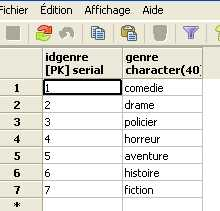 Fichier Édition Affichage Aide
idgenre genre
[PK] serial character(40)
1 1 comedie
2 2 drame
3 3 policier
4 4 horreur
5 5 aventure
6 6 histoire
7 7 fiction
*